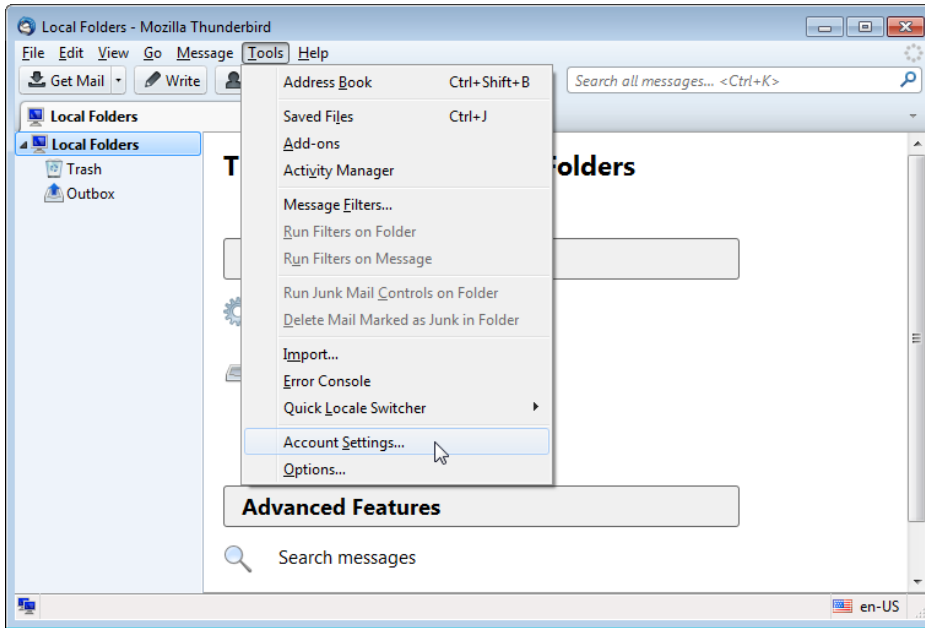 Local Folders - Mozilla Thunderbird
File Edit View Go Message Tools Help
Get Mail Write Search all messages... <Ctrl+K>
Local Folders
Local Folders
Trash
Outbox
Address Book Ctrl+Shift+B
Saved Files Ctrl+J
Add-ons
Activity Manager
Message Filters...
Run Filters on Folder
Run Filters on Message
Run Junk Mail Controls on Folder
Delete Mail Marked as Junk in Folder
Import...
Error Console
Quick Locale Switcher
Account Settings...
Options...
Advanced Features
Search messages
en-US